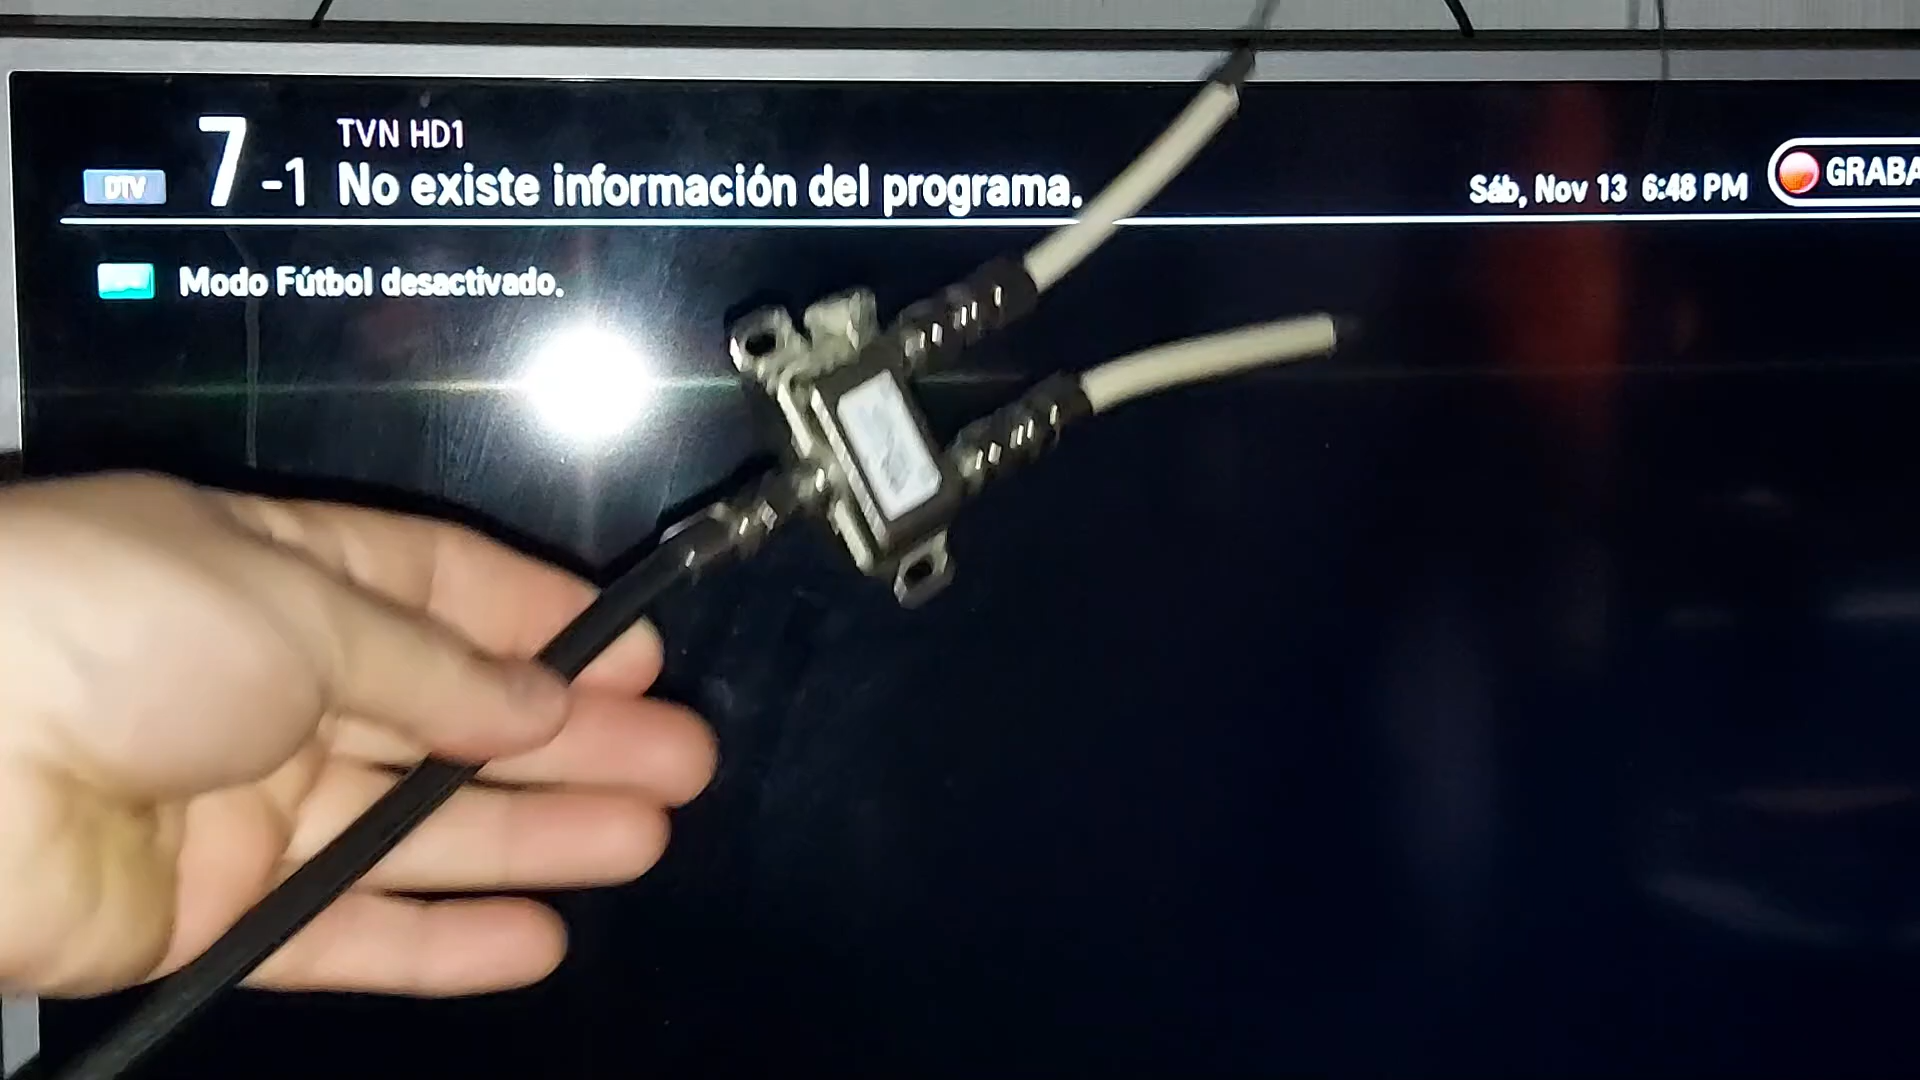 DTV
7-1
TVN HD1
No existe información del programa.
Sáb, Nov 13 6:48 PM
GRABA
Modo Fútbol desactivado.